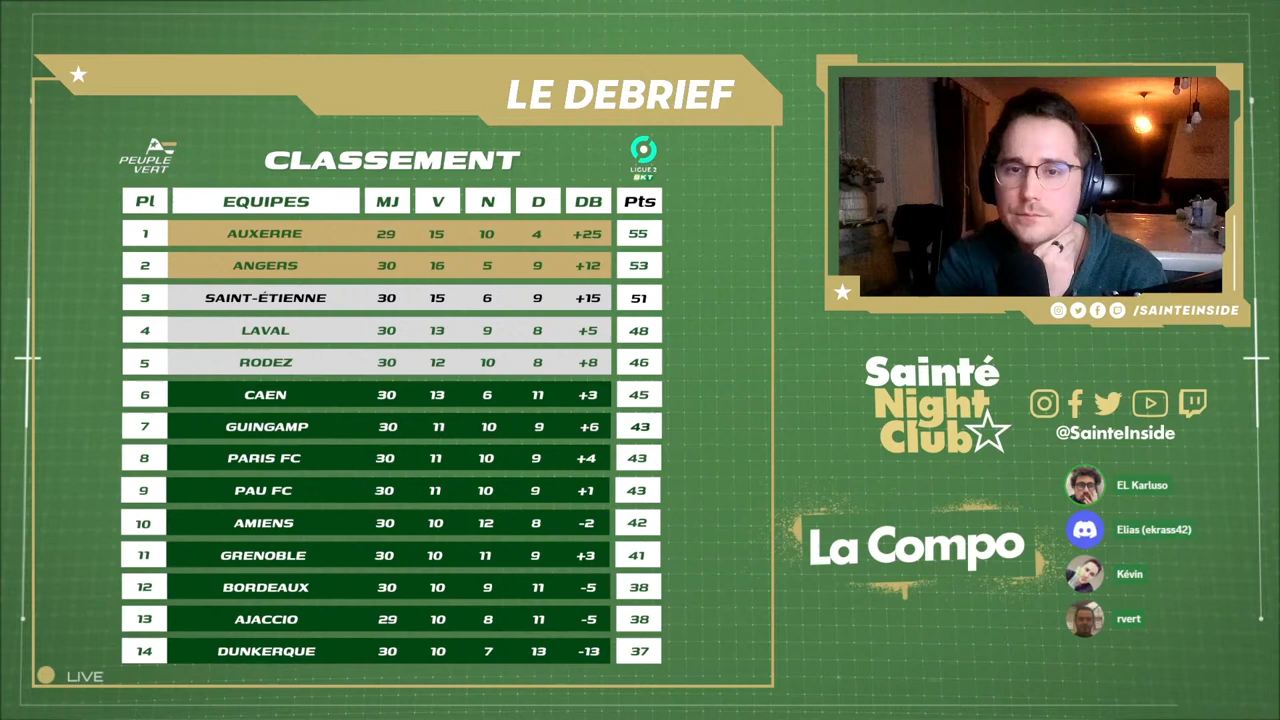 LE DEBRIEF
PEUPLE
VERT
CLASSEMENT
LIGUE 2
BKT
Pl EQUIPES MJ V N D DB Pts
1 AUXERRE 29 15 10 4 +25 55
2 ANGERS 30 16 5 9 +12 53
3 SAINT-ÉTIENNE 30 15 6 9 +15 51
4 LAVAL 30 13 9 8 +5 48
5 RODEZ 30 12 10 8 +8 46
6 CAEN 30 13 6 11 +3 45
7 GUINGAMP 30 11 10 9 +6 43
8 PARIS FC 30 11 10 9 +4 43
9 PAU FC 30 11 10 9 +1 43
10 AMIENS 30 10 12 8 -2 42
11 GRENOBLE 30 10 11 9 +3 41
12 BORDEAUX 30 10 9 11 -5 38
13 AJACCIO 29 10 8 11 -5 38
14 DUNKERQUE 30 10 7 13 -13 37
LIVE
/SAINTEINSIDE
Sainté
Night
Club
@SainteInside
La Compo
EL Karluso
Elias (ekrass42)
Kévin
rvert